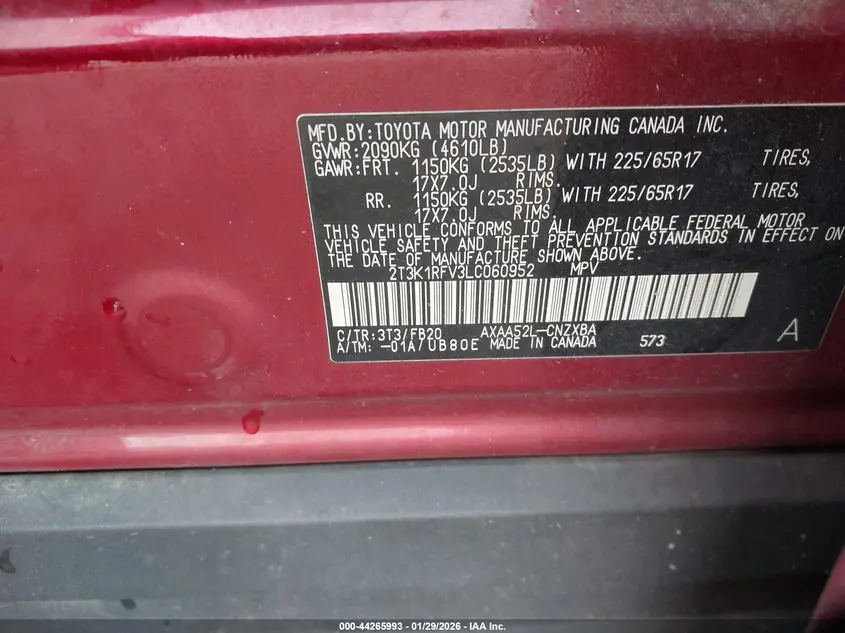 MFD.BY:TOYOTA MOTOR MANUFACTURING CANADA INC.
GVWR:2090KG (4610LB)
GAWR:FRT. 1150KG (2535LB) WITH 225/65R17 TIRES,
17X7.0J RIMS.
RR. 1150KG (2535LB) WITH 225/65R17 TIRES,
17X7.0J RIMS.
THIS VEHICLE CONFORMS TO ALL APPLICABLE FEDERAL MOTOR
VEHICLE SAFETY AND THEFT PREVENTION STANDARDS IN EFFECT ON
THE DATE OF MANUFACTURE SHOWN ABOVE.
2T3K1RFV3LC060952 MPV
C/TR:3T3/FB20 AXAA52L-CNZXBA
A/TM: -01A/UB80E MADE IN CANADA 573 A
000-44265993 | 01/29/2026 - IAA Inc.